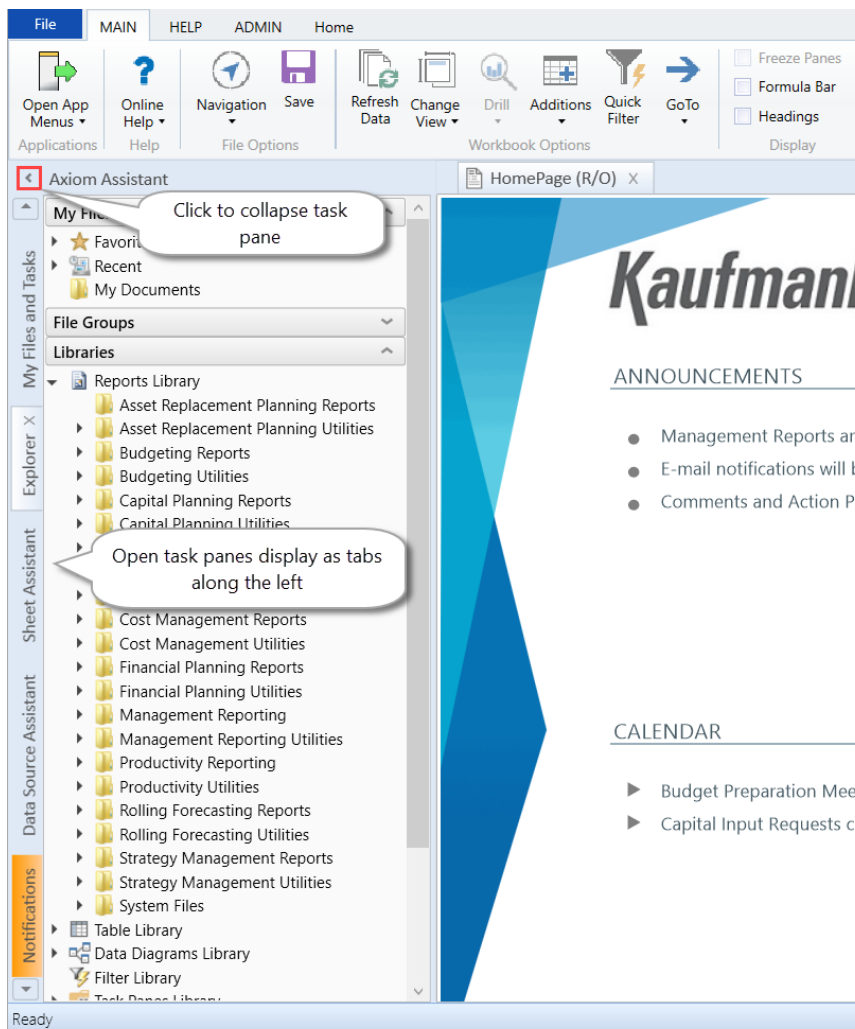 File MAIN HELP ADMIN Home
Open App Menus
Online Help
Navigation
Save
Refresh Data
Change View
Drill
Additions
Quick Filter
GoTo
Freeze Panes
Formula Bar
Headings
Applications
Help
File Options
Workbook Options
Display
Axiom Assistant
HomePage (R/O) X
Click to collapse task
pane
My Files and Tasks
Explorer X
Sheet Assistant
Data Source Assistant
Notifications
Recent
My Documents
File Groups
Libraries
Reports Library
Asset Replacement Planning Reports
Asset Replacement Planning Utilities
Budgeting Reports
Budgeting Utilities
Capital Planning Reports
Capital Planning Utilities
Open task panes display as tabs
along the left
Cost Management Reports
Cost Management Utilities
Financial Planning Reports
Financial Planning Utilities
Management Reporting
Management Reporting Utilities
Productivity Reporting
Productivity Utilities
Rolling Forecasting Reports
Rolling Forecasting Utilities
Strategy Management Reports
Strategy Management Utilities
System Files
Table Library
Data Diagrams Library
Filter Library
Task Panes Library
ANNOUNCEMENTS
Management Reports
E-mail notifications will
Comments and Action
CALENDAR
Budget Preparation
Capital Input Requests
Ready